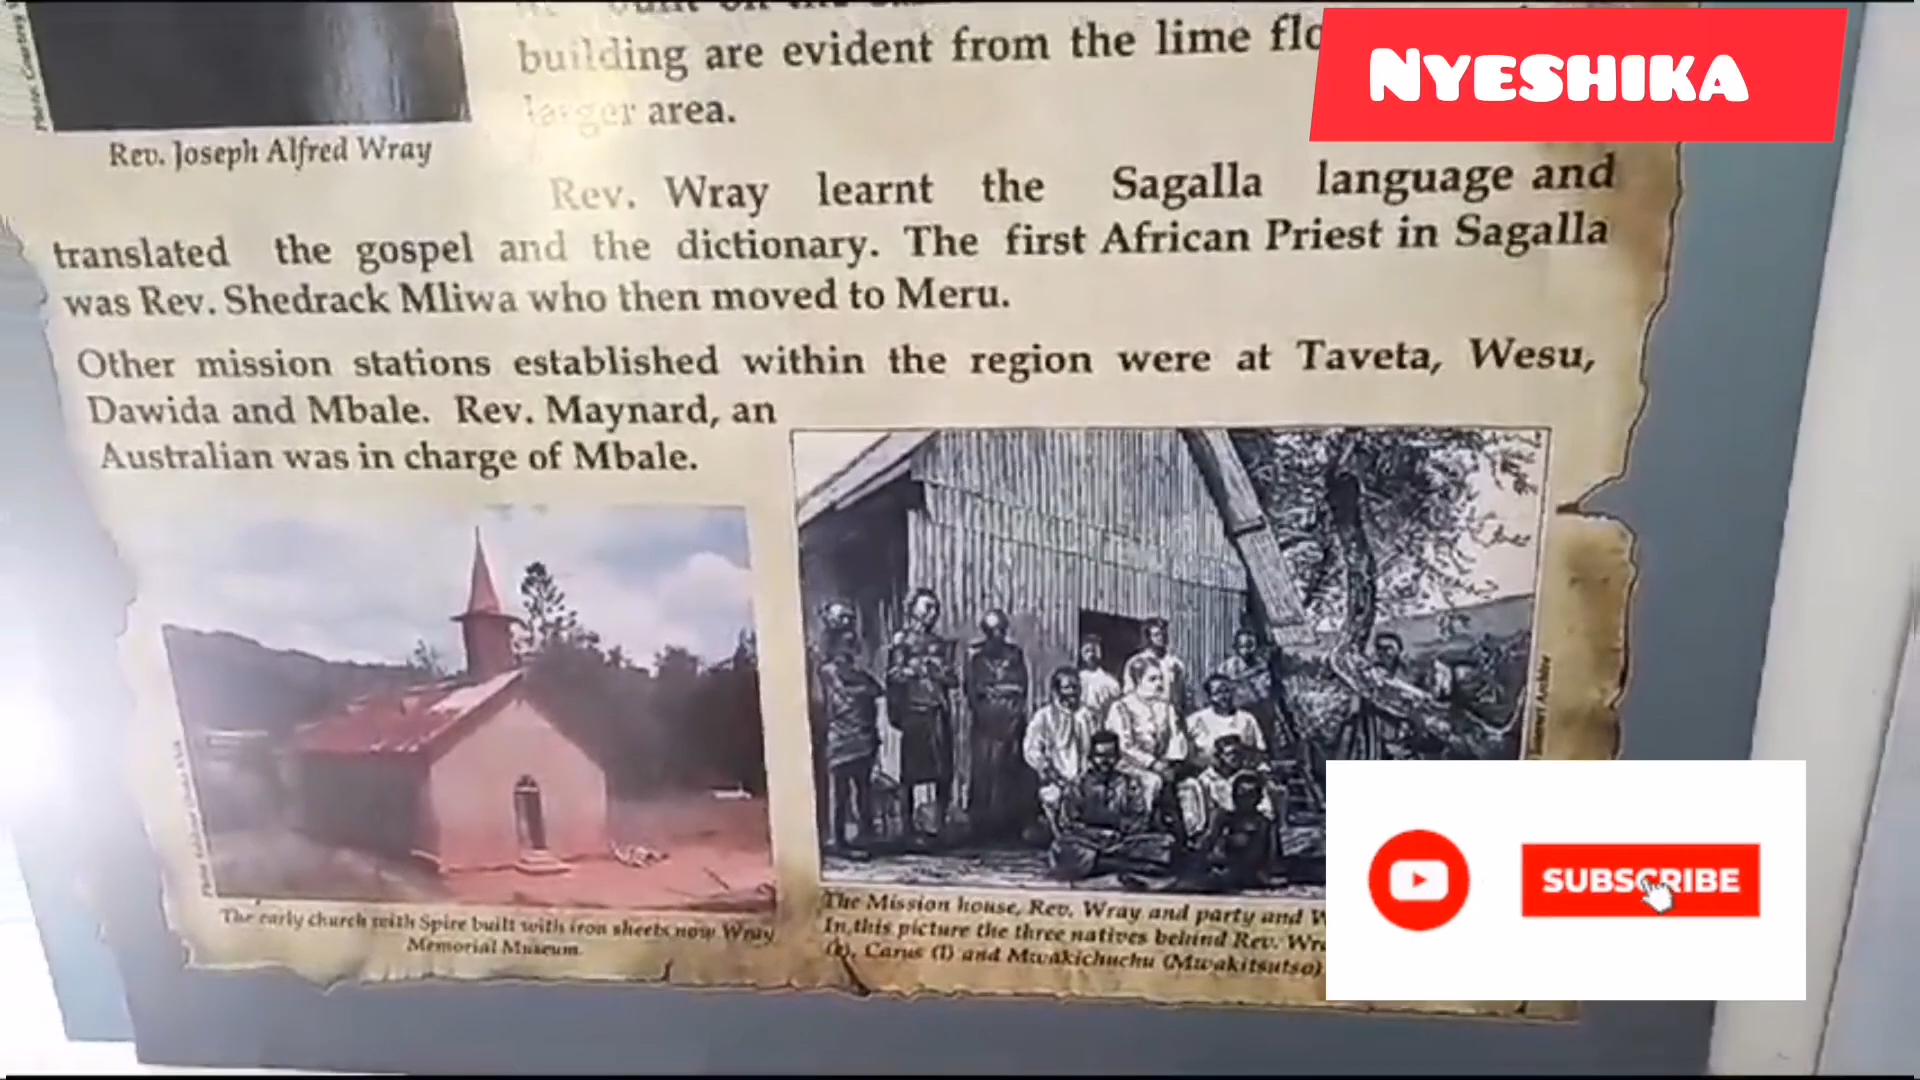 building are evident from the lime
larger area.
NYESHIKA
Rev. Joseph Alfred Wray
Rev. Wray learnt the Sagalla language and
translated the gospel and the dictionary. The first African Priest in Sagalla
was Rev. Shedrack Mliwa who then moved to Meru.
Other mission stations established within the region were at Taveta, Wesu,
Dawida and Mbale. Rev. Maynard, an
Australian was in charge of Mbale.
The early church with Spire built with iron sheets now Wray
Memorial Museum.
The Mission house, Rev. Wray and party and
In this picture the three natives behind Rev.
Carus (l) and Mwakichuchu (Mwakitsutso)
SUBSCRIBE